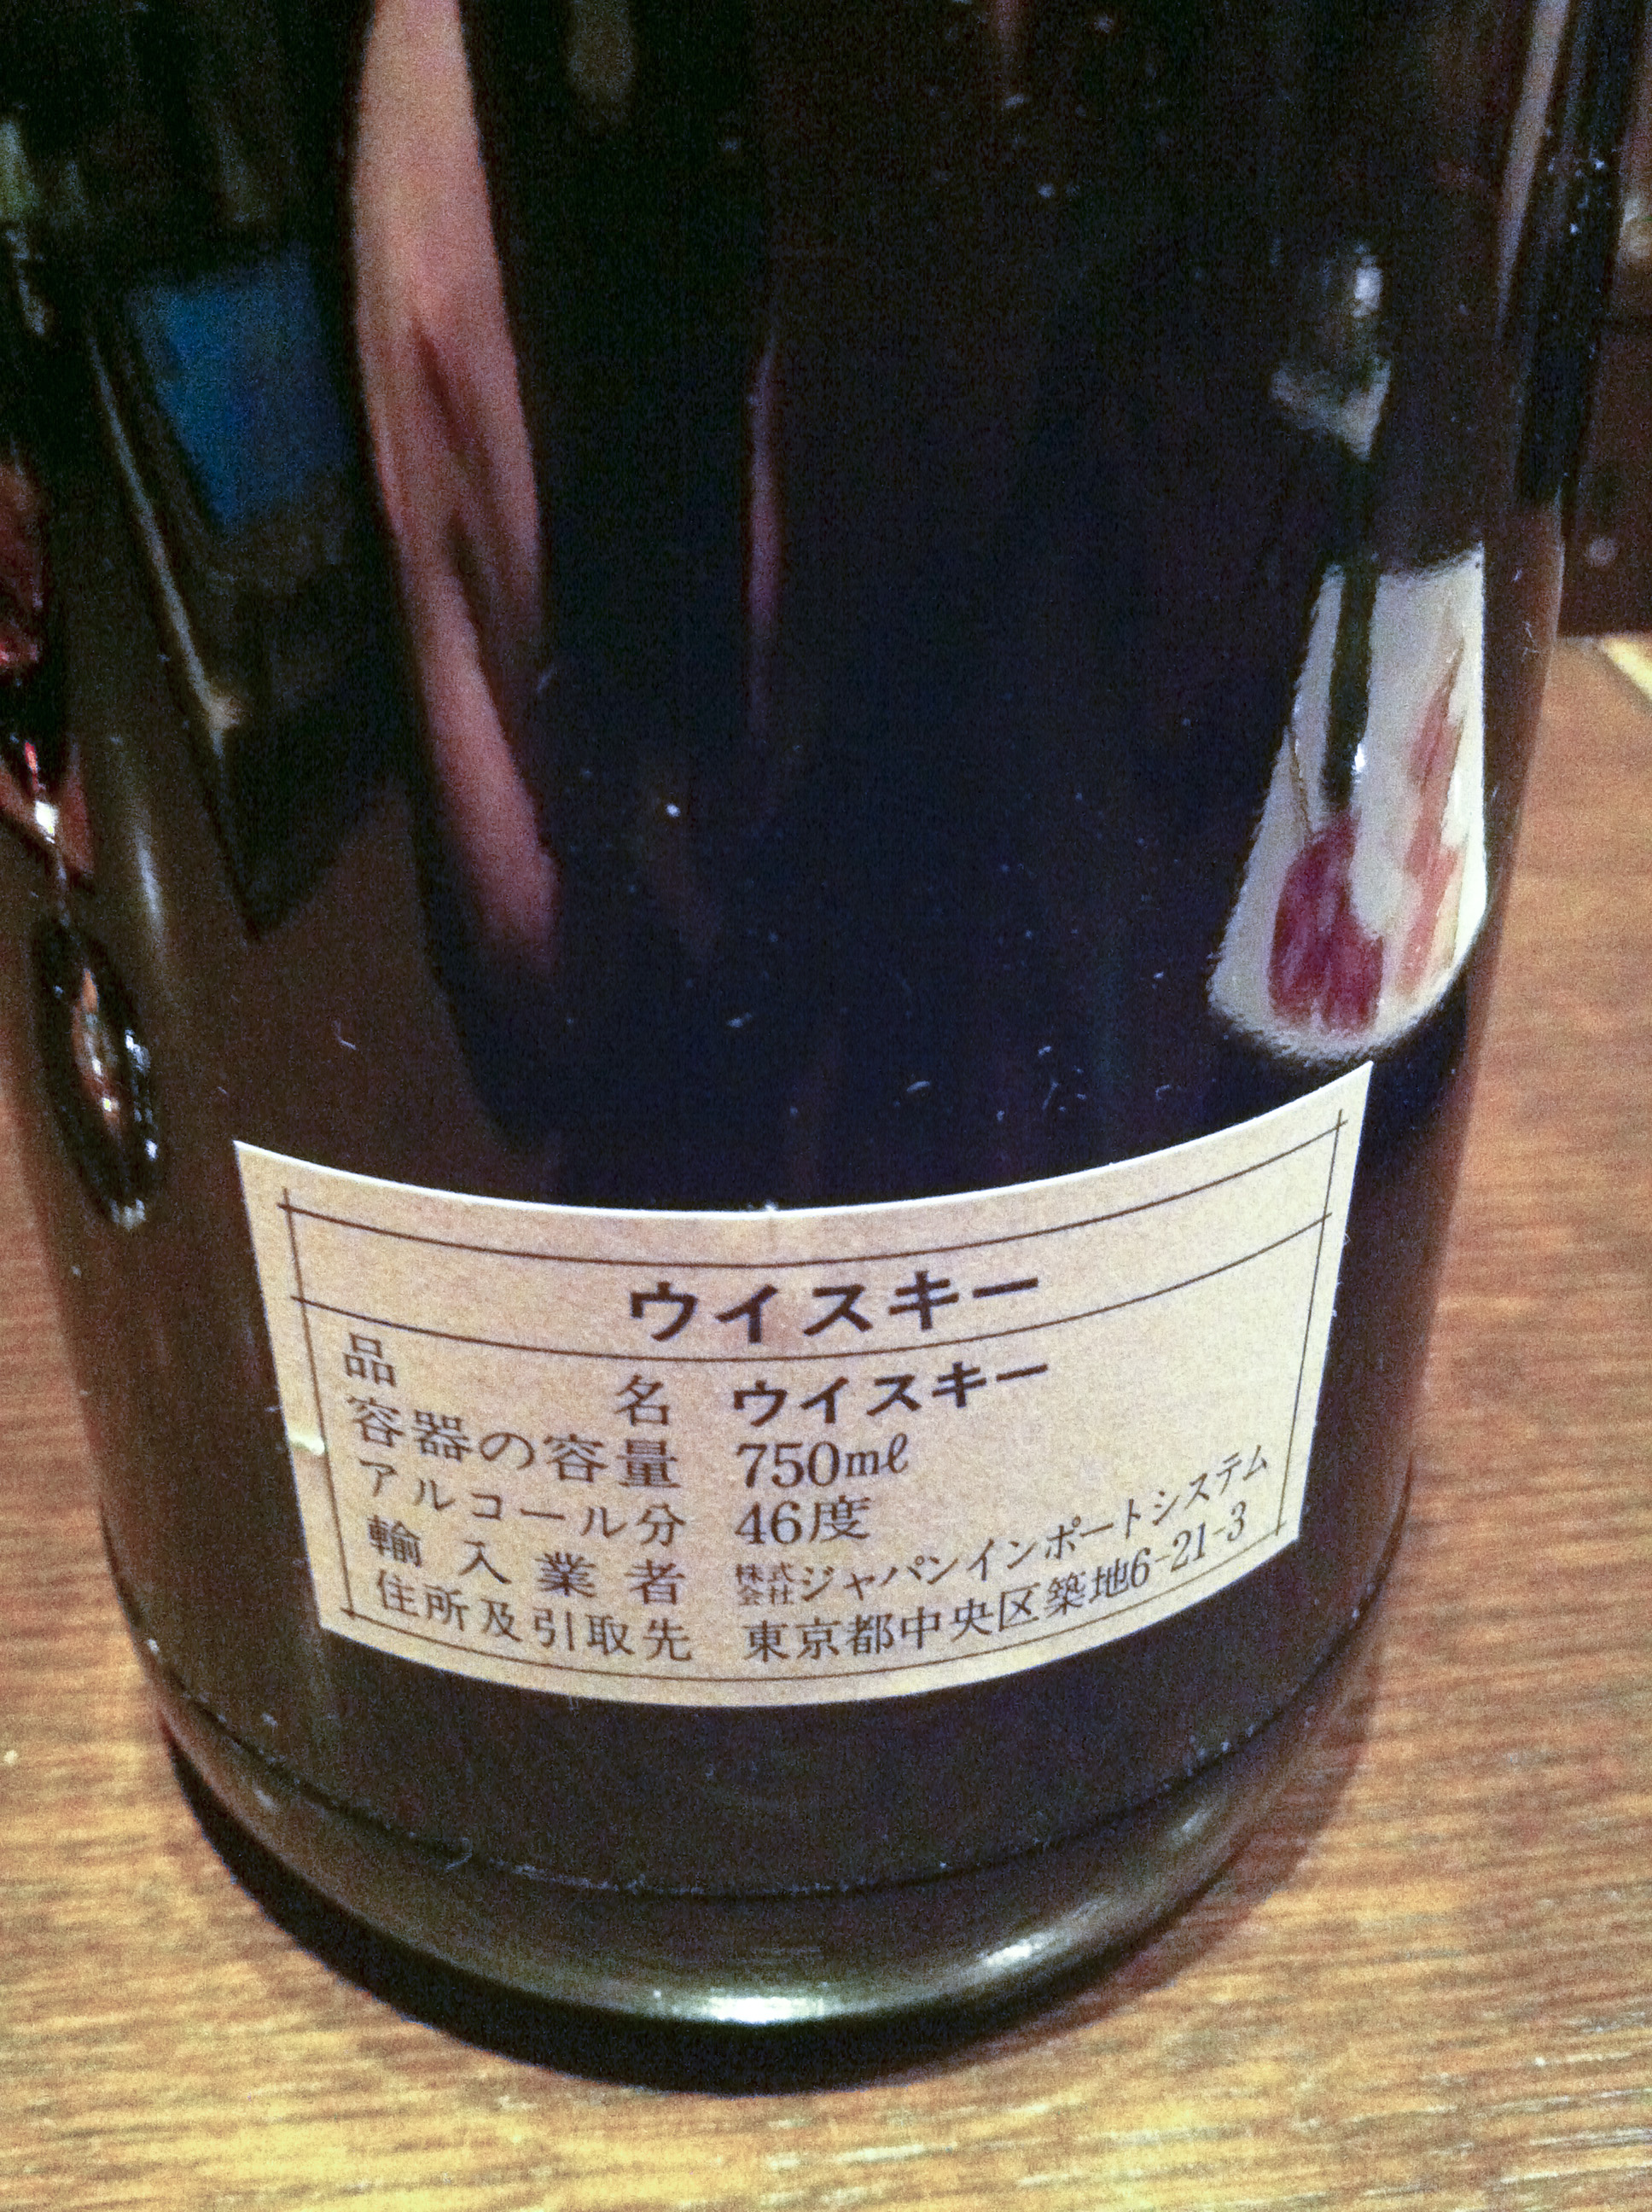 ウイスキー
品名 ウイスキー
容器の容量 750mℓ
アルコール分 46度
輸入業者 株式会社ジャパンインポートシステム
住所及引取先 東京都中央区築地6-21-3